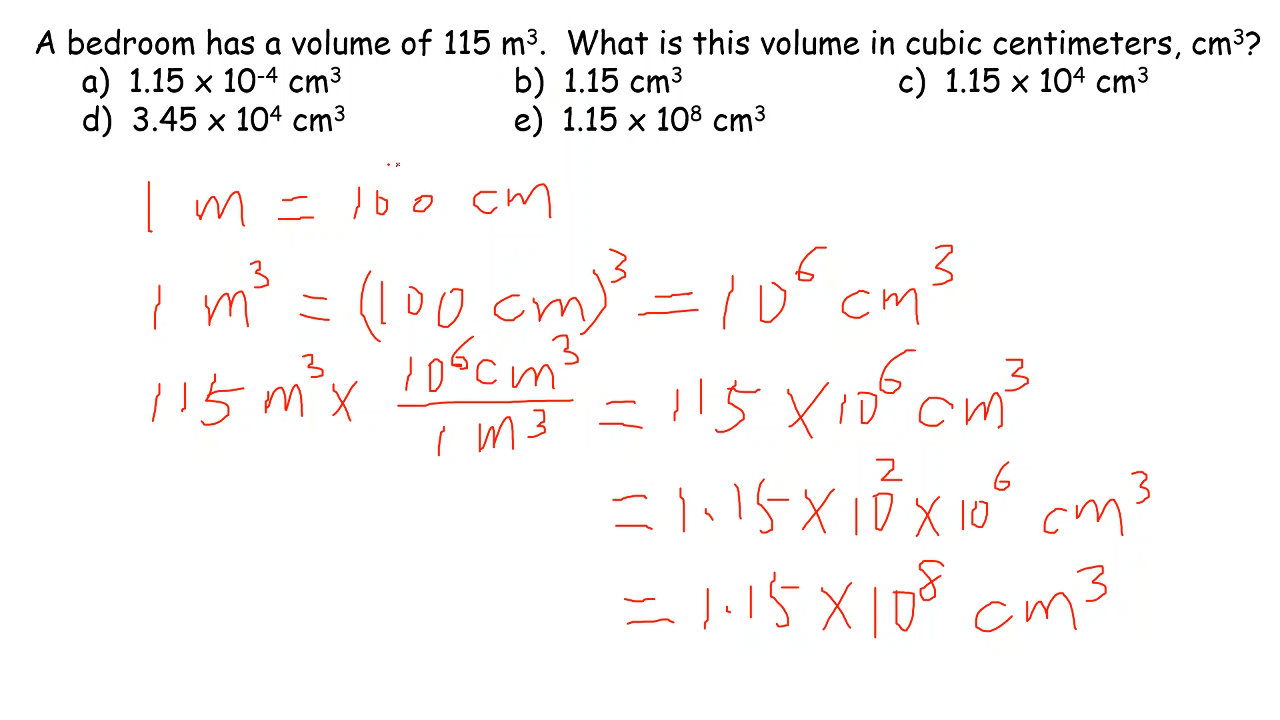 A bedroom has a volume of 115 m³. What is this volume in cubic centimeters, cm³?
a) 1.15 x 10⁻⁴ cm³ b) 1.15 cm³ c) 1.15 x 10⁴ cm³
d) 3.45 x 10⁴ cm³ e) 1.15 x 10⁸ cm³
1 m = 100 cm
1 m³ = (100 cm)³ = 10⁶ cm³
115 m³ x 10⁶ cm³ / 1 m³ = 115 x 10⁶ cm³
= 1.15 x 10² x 10⁶ cm³
= 1.15 x 10⁸ cm³